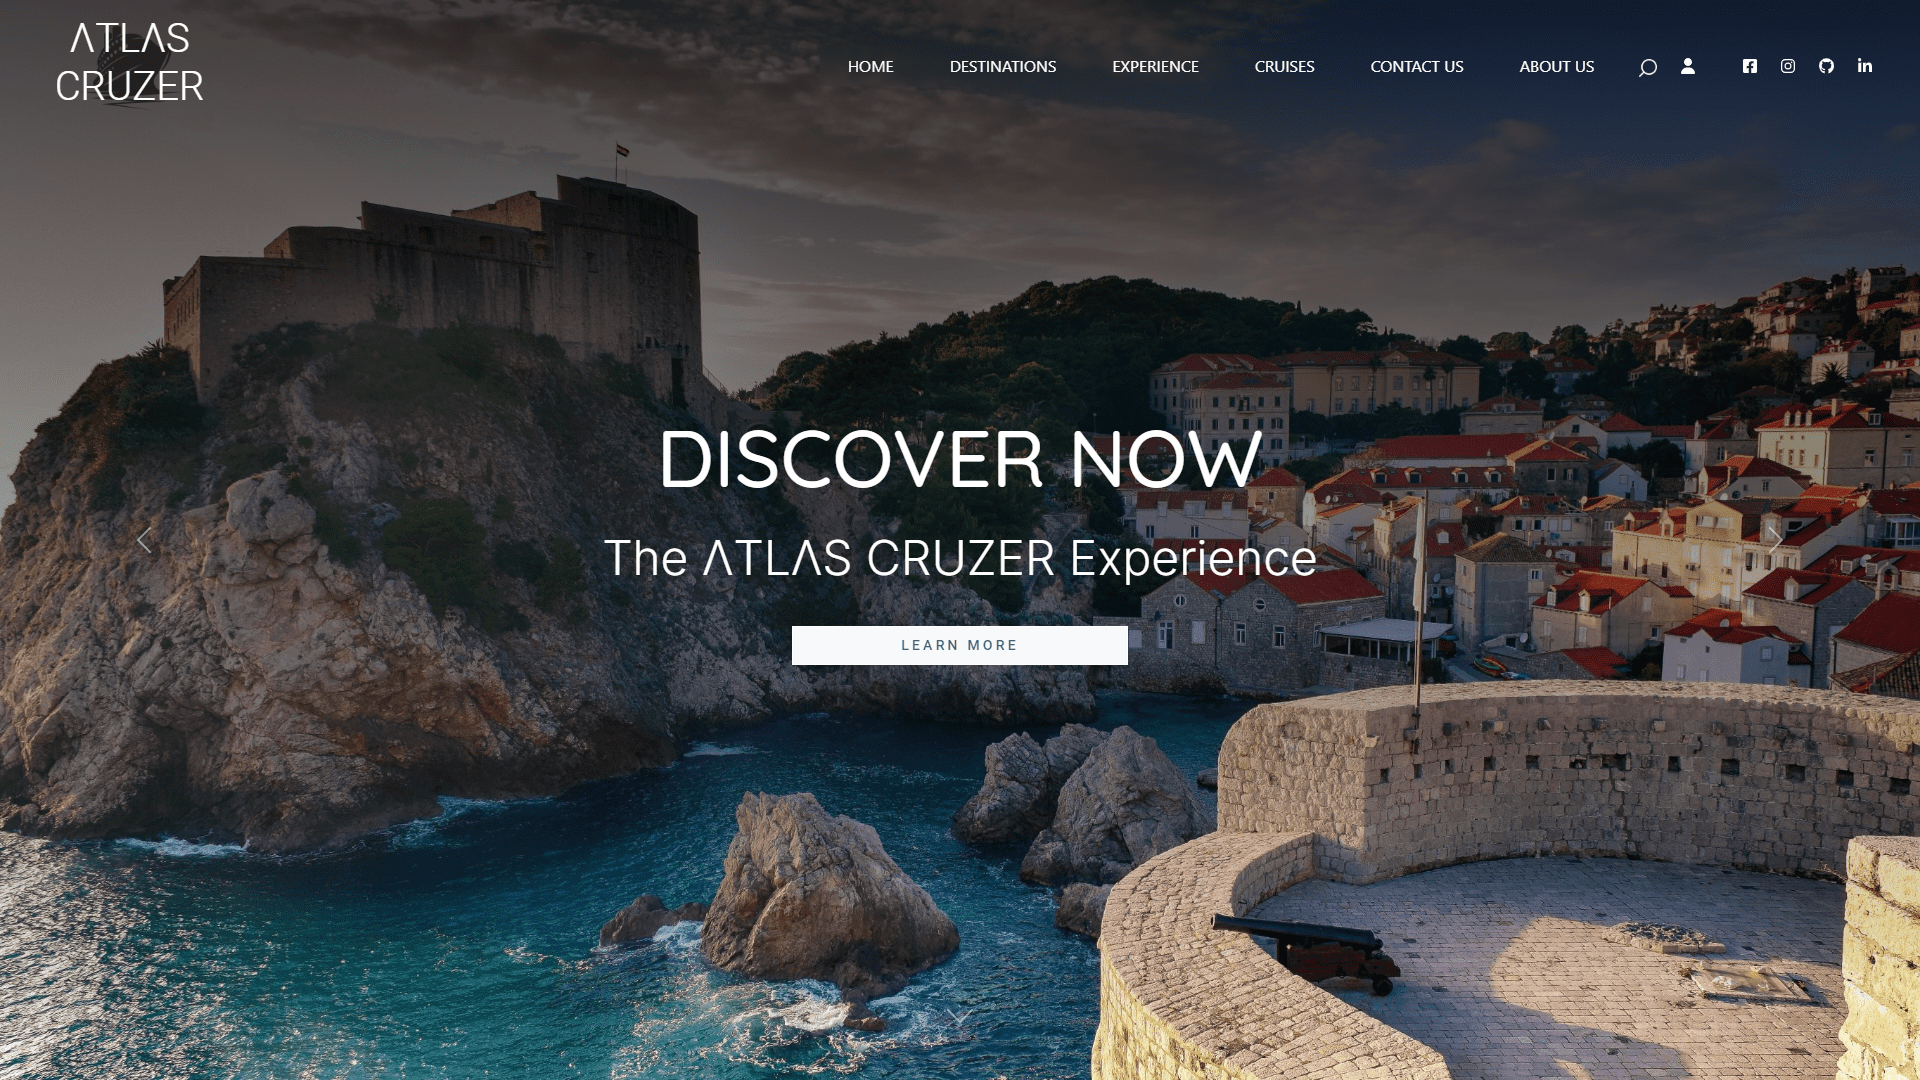 ΛTLΛS
CRUZER
HOME DESTINATIONS EXPERIENCE CRUISES CONTACT US ABOUT US
DISCOVER NOW
The ΛTLΛS CRUZER Experience
LEARN MORE